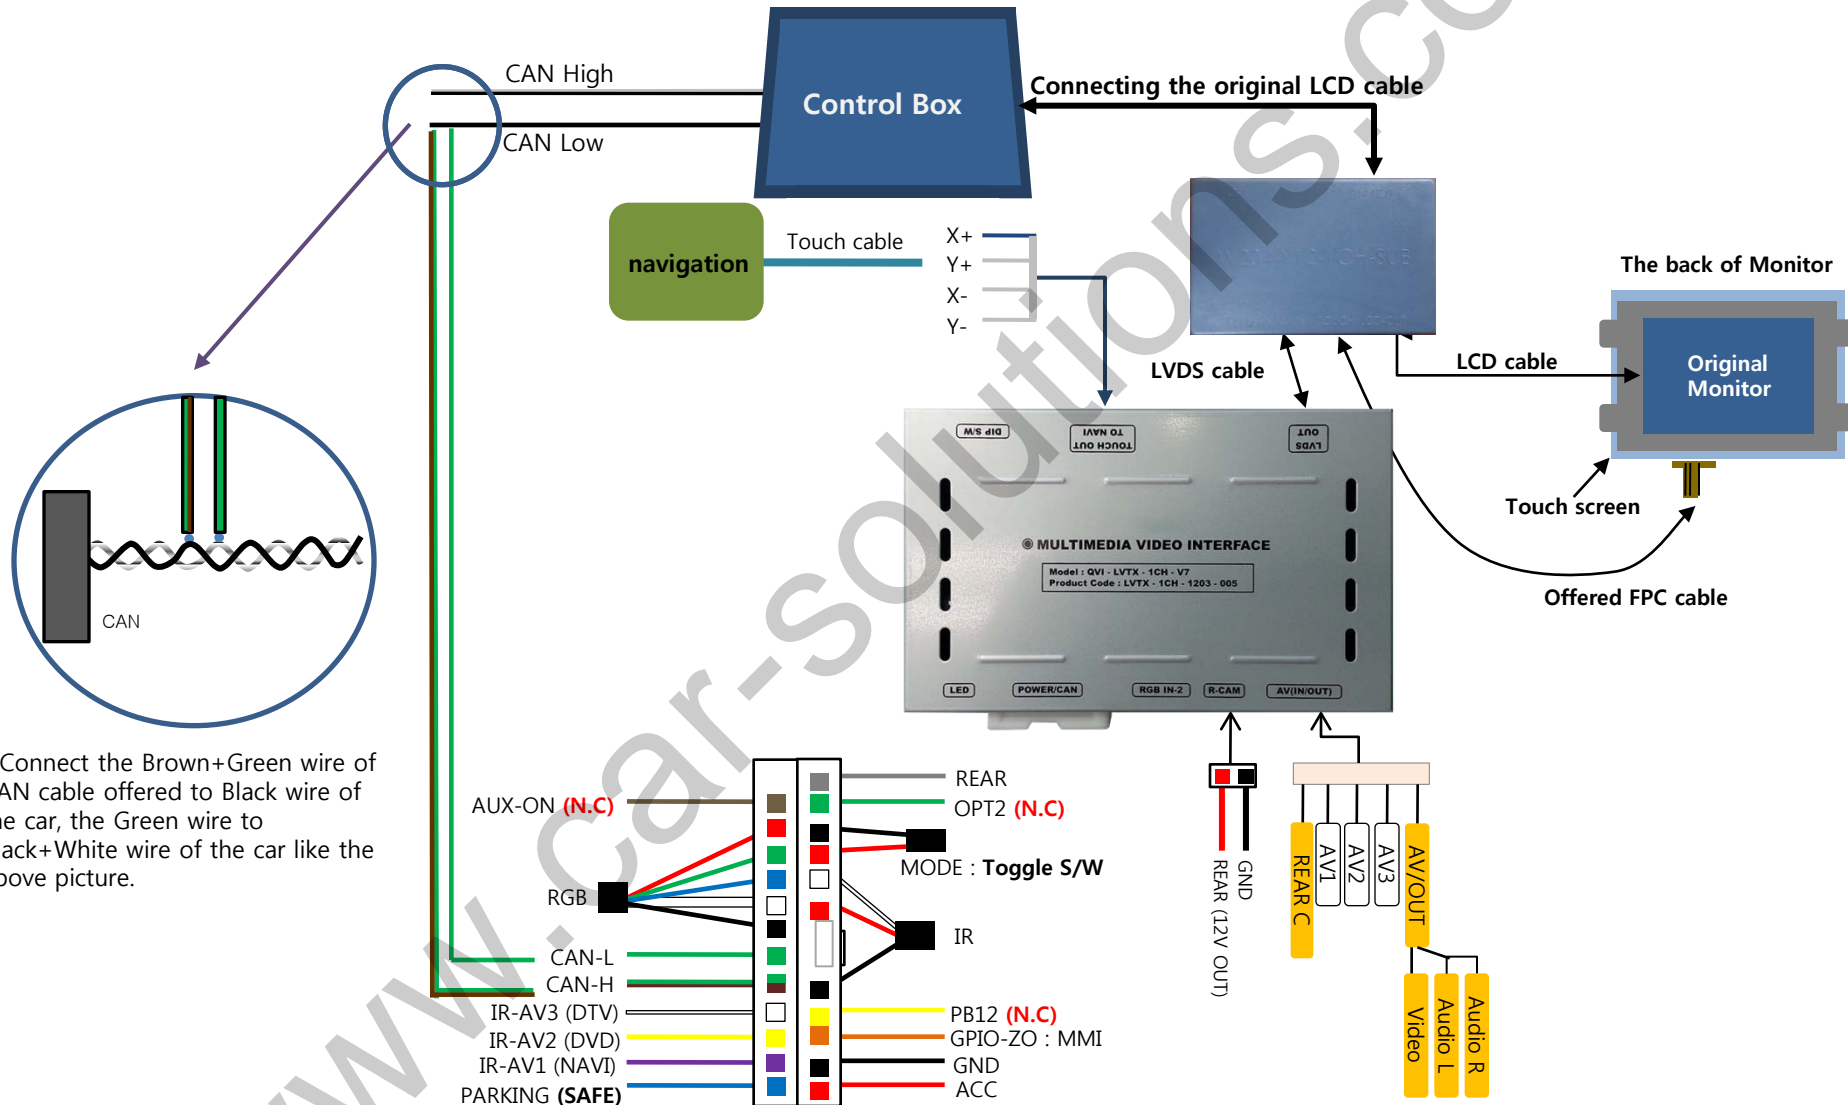 CAN High
CAN Low
Control Box
Connecting the original LCD cable
navigation
Touch cable
X+
Y+
X-
Y-
The back of Monitor
Original
Monitor
LCD cable
LVDS cable
Touch screen
Offered FPC cable
DIP S/W
TOUCH OUT
TO NAVI
LVDS
OUT
MULTIMEDIA VIDEO INTERFACE
Model : QVI - LVTX - 1CH - V7
Product Code : LVTX - 1CH - 1203 - 005
LED
POWER/CAN
RGB IN-2
R-CAM
AV(IN/OUT)
CAN
Connect the Brown+Green wire of
AN cable offered to Black wire of
e car, the Green wire to
ack+White wire of the car like the
bove picture.
AUX-ON (N.C)
RGB
CAN-L
CAN-H
IR-AV3 (DTV)
IR-AV2 (DVD)
IR-AV1 (NAVI)
PARKING (SAFE)
REAR
OPT2 (N.C)
MODE : Toggle S/W
IR
PB12 (N.C)
GPIO-ZO : MMI
GND
ACC
REAR (12V OUT)
GND
REAR C
AV1
AV2
AV3
AV/OUT
Video
Audio L
Audio R
www.car-solutions.co